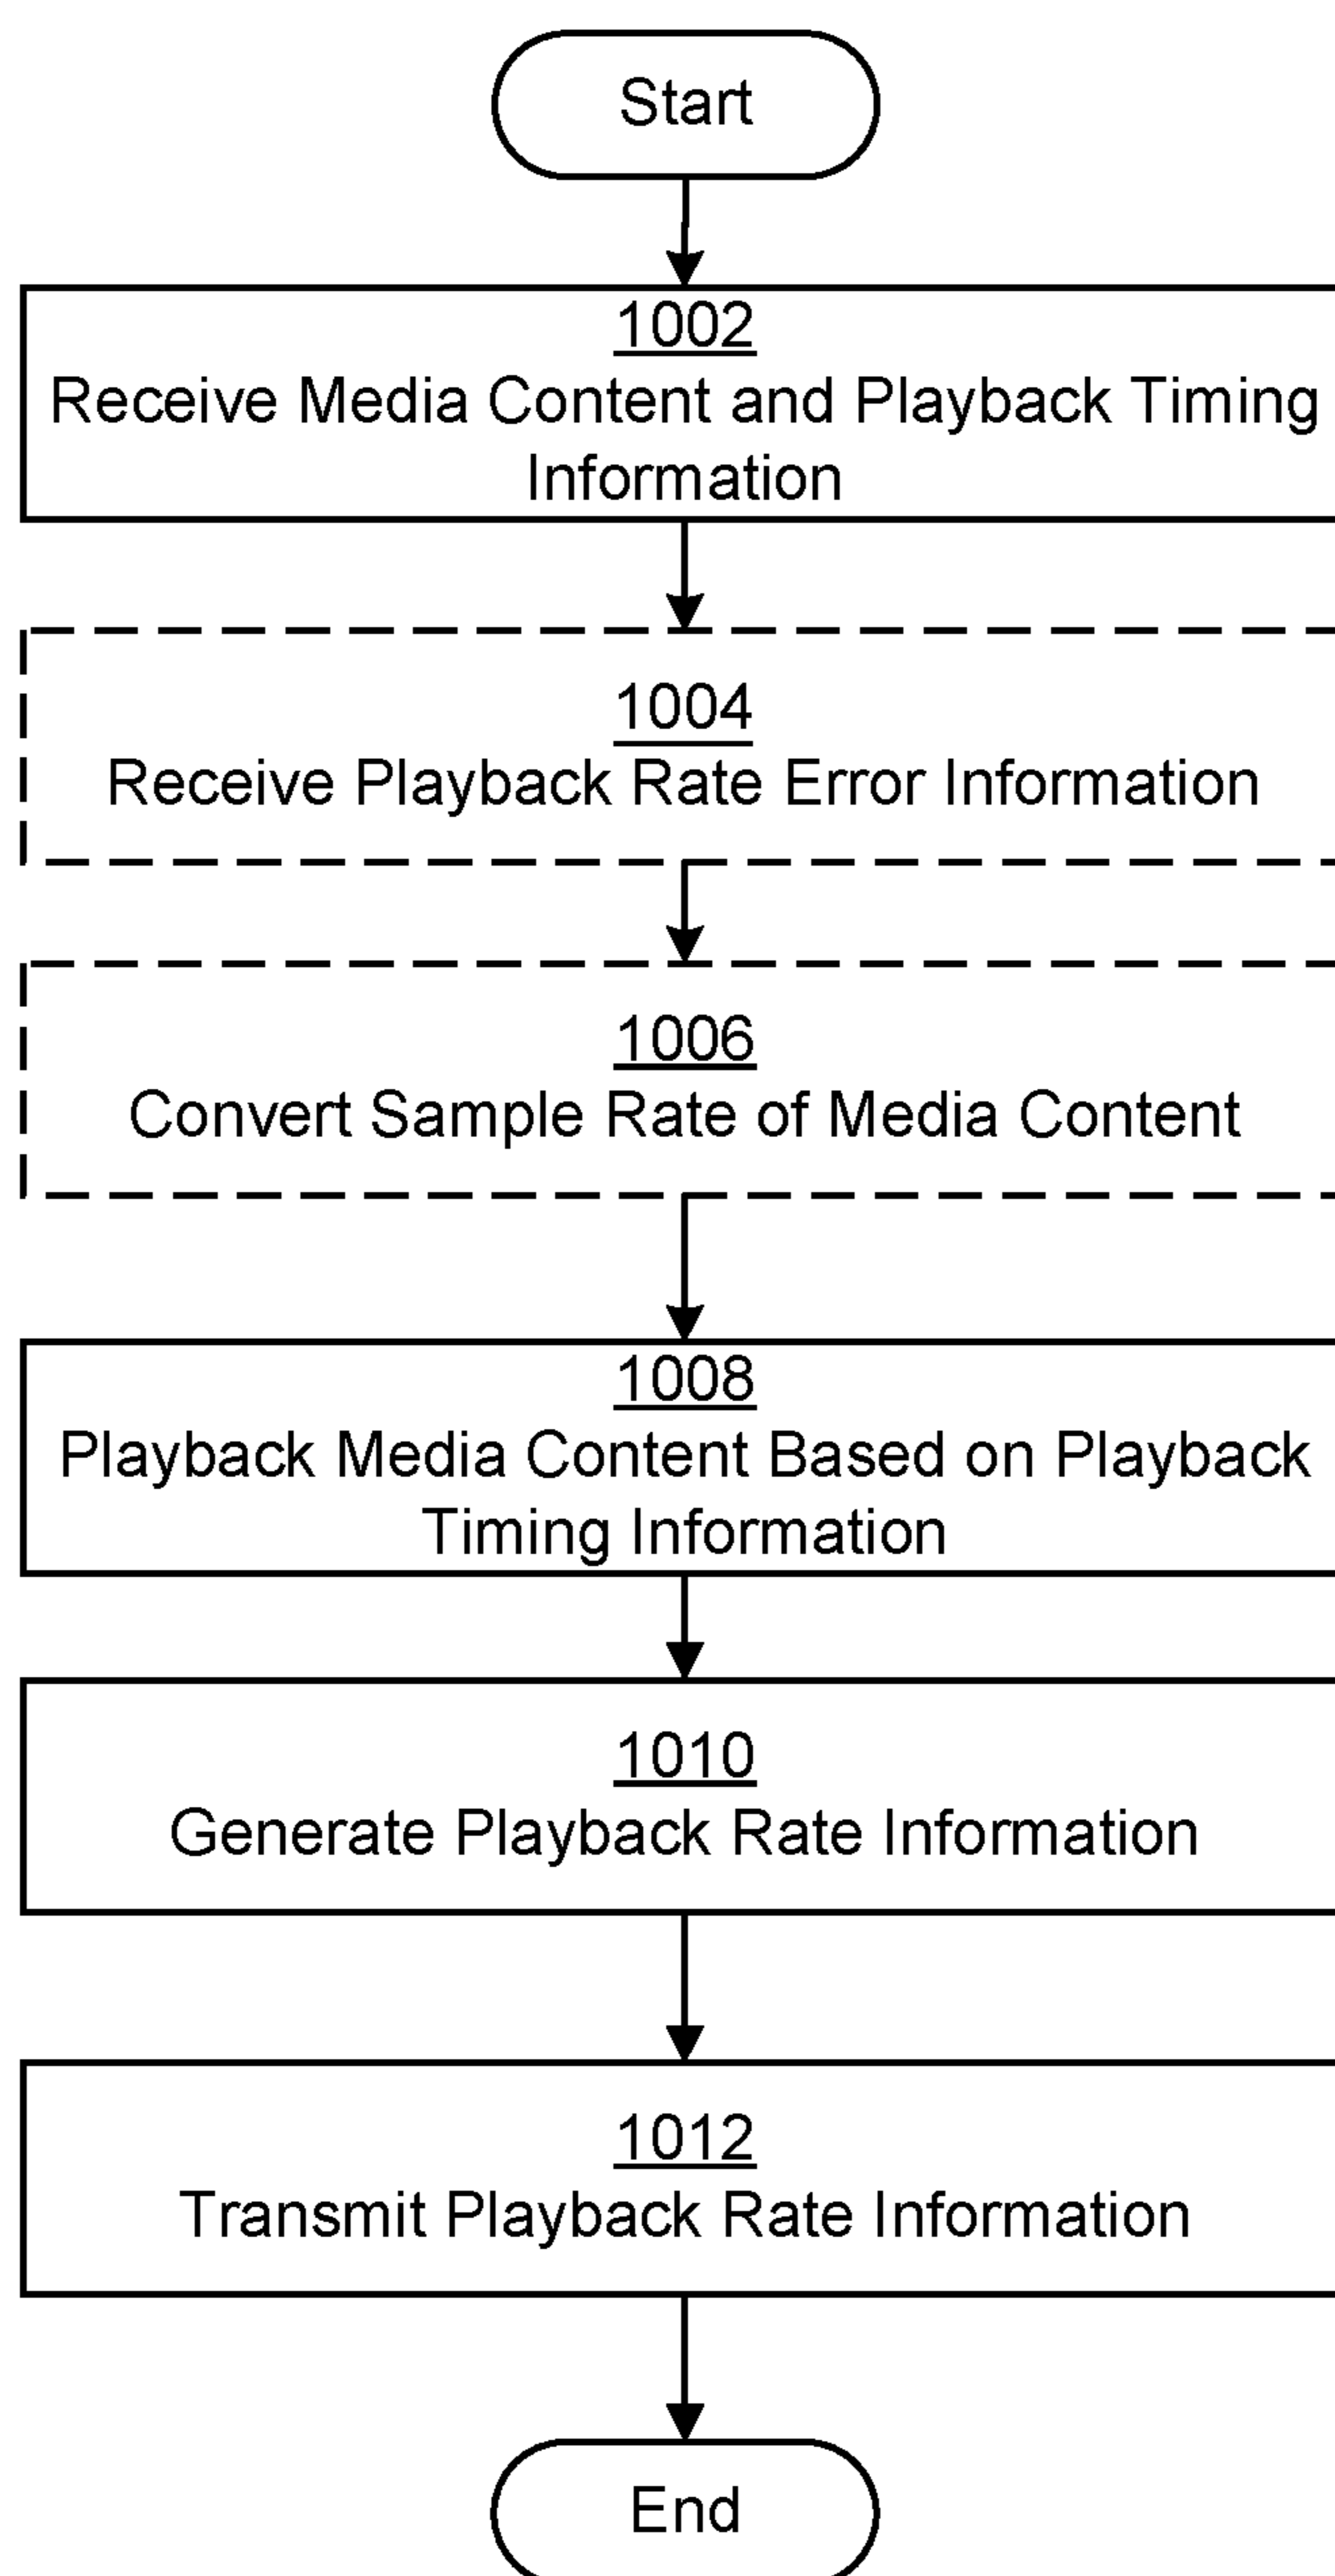 Start
1002
Receive Media Content and Playback Timing
Information
1004
Receive Playback Rate Error Information
1006
Convert Sample Rate of Media Content
1008
Playback Media Content Based on Playback
Timing Information
1010
Generate Playback Rate Information
1012
Transmit Playback Rate Information
End